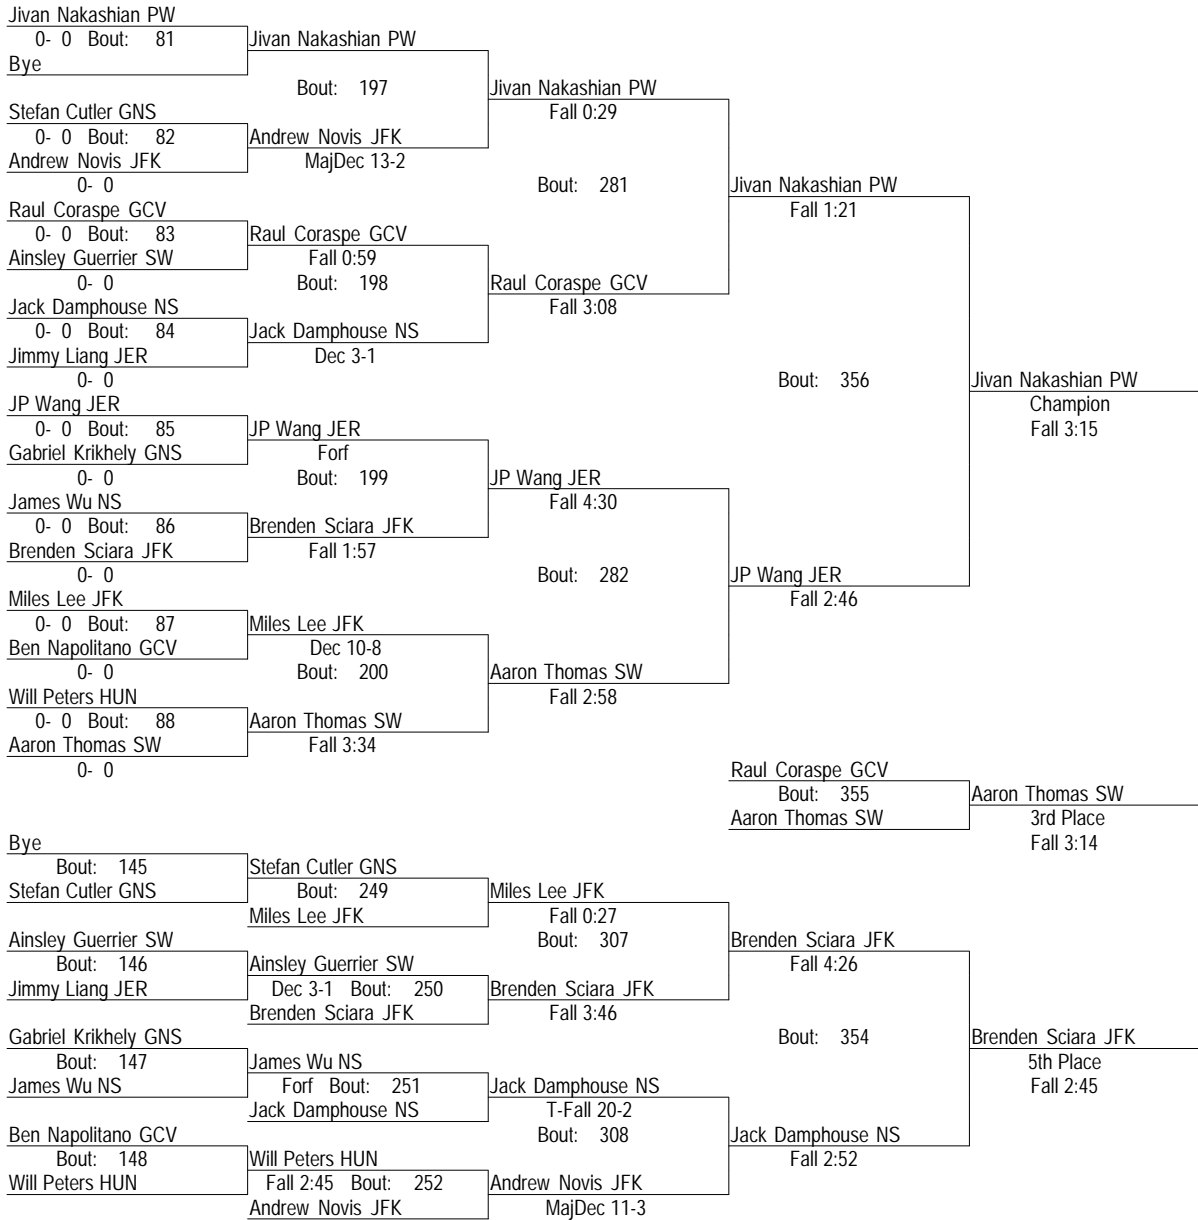 Jivan Nakashian PW
0- 0 Bout: 81
Bye
Jivan Nakashian PW
Bout: 197
Jivan Nakashian PW
Fall 0:29
Stefan Cutler GNS
0- 0 Bout: 82
Andrew Novis JFK
0- 0
Andrew Novis JFK
MajDec 13-2
Bout: 281
Jivan Nakashian PW
Fall 1:21
Raul Coraspe GCV
0- 0 Bout: 83
Ainsley Guerrier SW
0- 0
Raul Coraspe GCV
Fall 0:59
Bout: 198
Raul Coraspe GCV
Fall 3:08
Jack Damphouse NS
0- 0 Bout: 84
Jimmy Liang JER
0- 0
Jack Damphouse NS
Dec 3-1
Bout: 356
Jivan Nakashian PW
Champion
Fall 3:15
JP Wang JER
0- 0 Bout: 85
Gabriel Krikhely GNS
0- 0
JP Wang JER
Forf
Bout: 199
JP Wang JER
Fall 4:30
James Wu NS
0- 0 Bout: 86
Brenden Sciara JFK
0- 0
Brenden Sciara JFK
Fall 1:57
Bout: 282
JP Wang JER
Fall 2:46
Miles Lee JFK
0- 0 Bout: 87
Ben Napolitano GCV
0- 0
Miles Lee JFK
Dec 10-8
Bout: 200
Aaron Thomas SW
Fall 2:58
Will Peters HUN
0- 0 Bout: 88
Aaron Thomas SW
0- 0
Aaron Thomas SW
Fall 3:34
Raul Coraspe GCV
Bout: 355
Aaron Thomas SW
Aaron Thomas SW
3rd Place
Fall 3:14
Bye
Bout: 145
Stefan Cutler GNS
Stefan Cutler GNS
Bout: 249
Miles Lee JFK
Miles Lee JFK
Fall 0:27
Bout: 307
Brenden Sciara JFK
Fall 4:26
Ainsley Guerrier SW
Bout: 146
Jimmy Liang JER
Ainsley Guerrier SW
Dec 3-1 Bout: 250
Brenden Sciara JFK
Brenden Sciara JFK
Fall 3:46
Bout: 354
Brenden Sciara JFK
5th Place
Fall 2:45
Gabriel Krikhely GNS
Bout: 147
James Wu NS
James Wu NS
Forf Bout: 251
Jack Damphouse NS
Jack Damphouse NS
T-Fall 20-2
Bout: 308
Jack Damphouse NS
Fall 2:52
Ben Napolitano GCV
Bout: 148
Will Peters HUN
Will Peters HUN
Fall 2:45 Bout: 252
Andrew Novis JFK
Andrew Novis JFK
MajDec 11-3